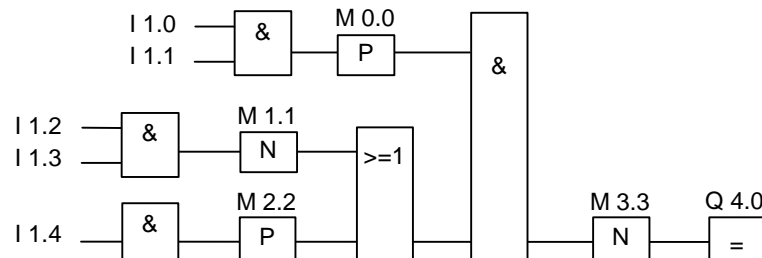 I 1.0
&
M 0.0
I 1.1
P
&
I 1.2
&
M 1.1
I 1.3
N
>=1
I 1.4
&
M 2.2
P
M 3.3
N
Q 4.0
=